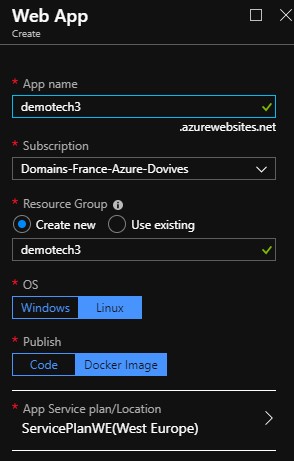 Web App
Create
* App name
demotech3
.azurewebsites.net
* Subscription
Domains-France-Azure-Dovives
* Resource Group
Create new Use existing
demotech3
* OS
Windows Linux
* Publish
Code Docker Image
* App Service plan/Location
ServicePlanWE(West Europe)